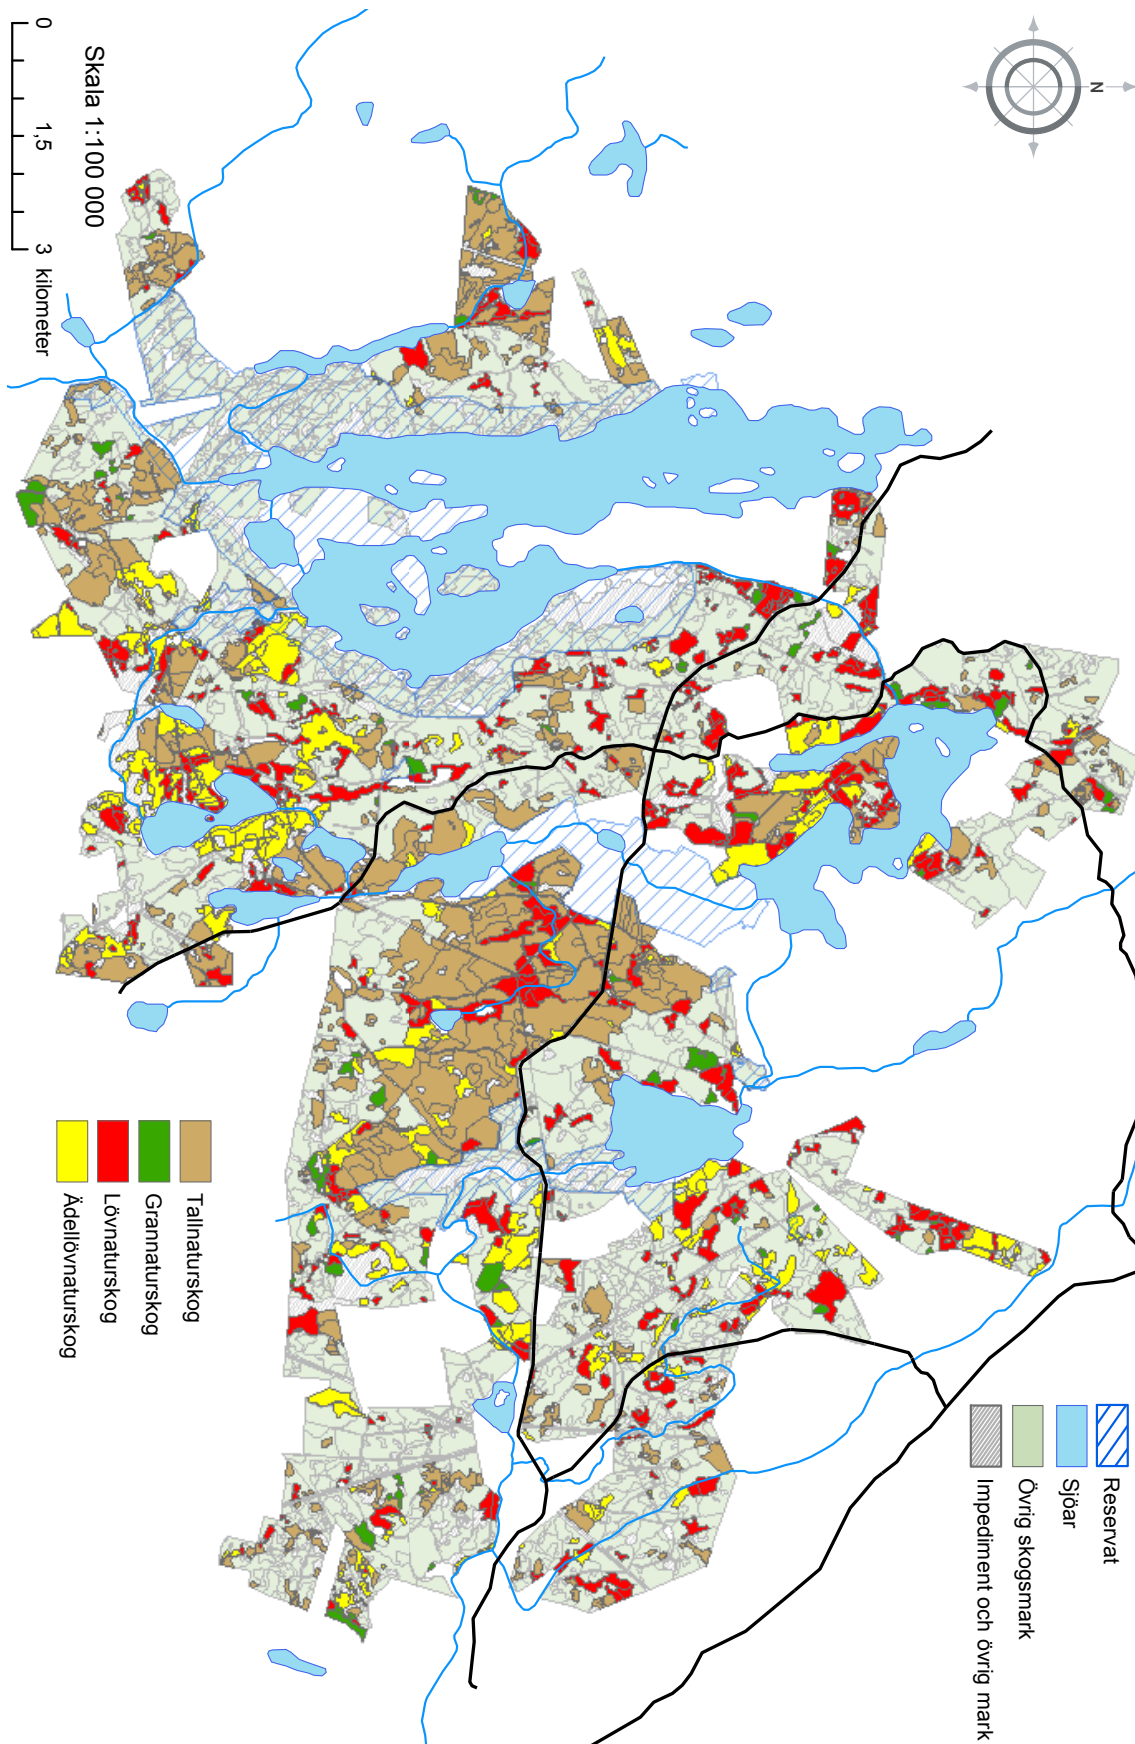 N
Skala 1:100 000
0 1,5 3 kilometer
Tallnaturskog
Grannaturskog
Lövnaturskog
Ädellövnaturskog
Reservat
Sjöar
Övrig skogsmark
Impediment och övrig mark